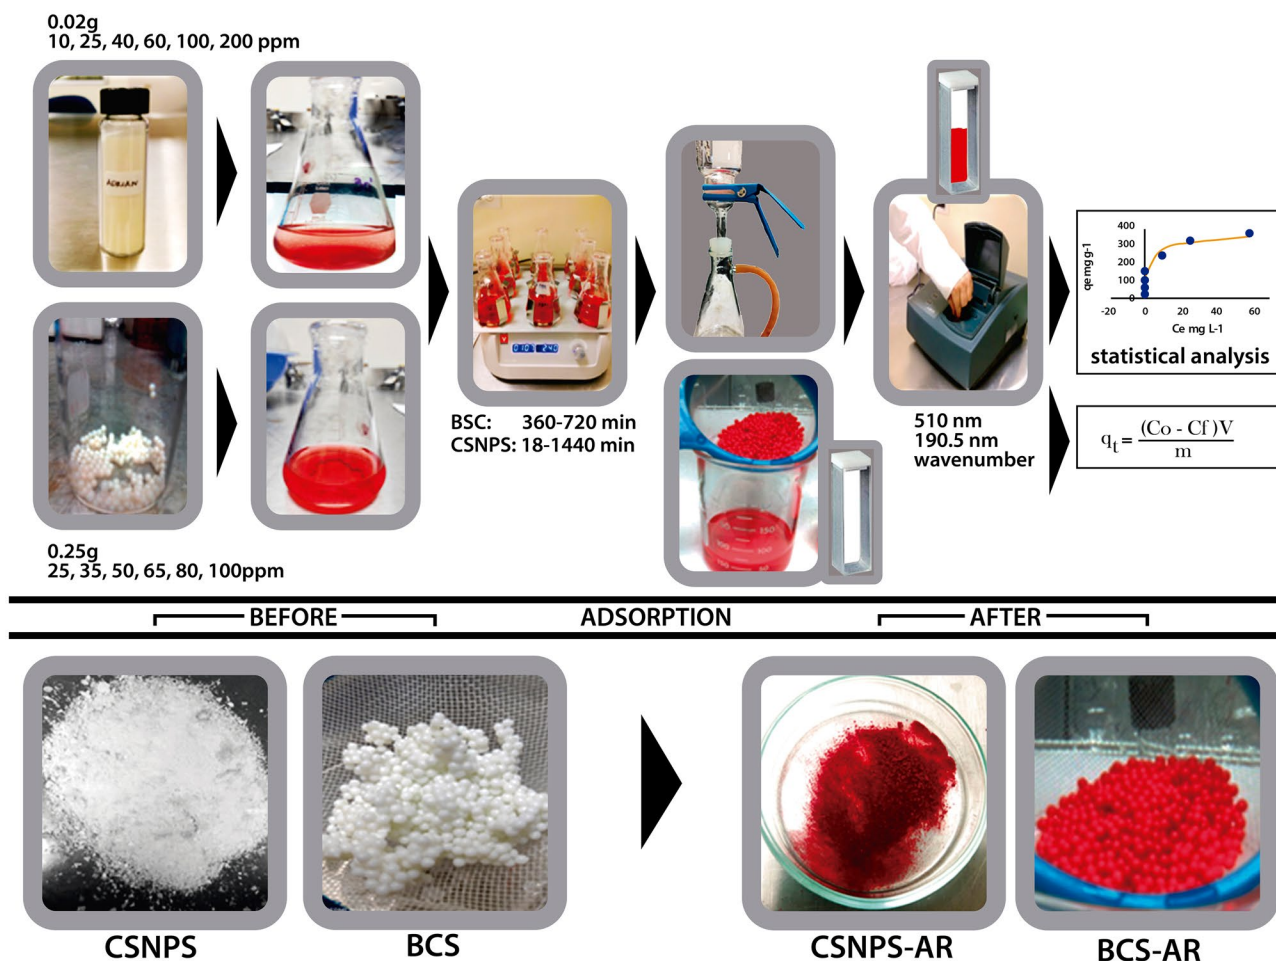 0.02g
10, 25, 40, 60, 100, 200 ppm
BSC: 360-720 min
CSNPS: 18-1440 min
510 nm
190.5 nm
wavenumber
qe mg g-1
400
300
200
100
0
-20 0 20 40 60
Ce mg L-1
statistical analysis
qt = (Co - Cf)V
m
0.25g
25, 35, 50, 65, 80, 100ppm
BEFORE ADSORPTION AFTER
CSNPS BCS CSNPS-AR BCS-AR